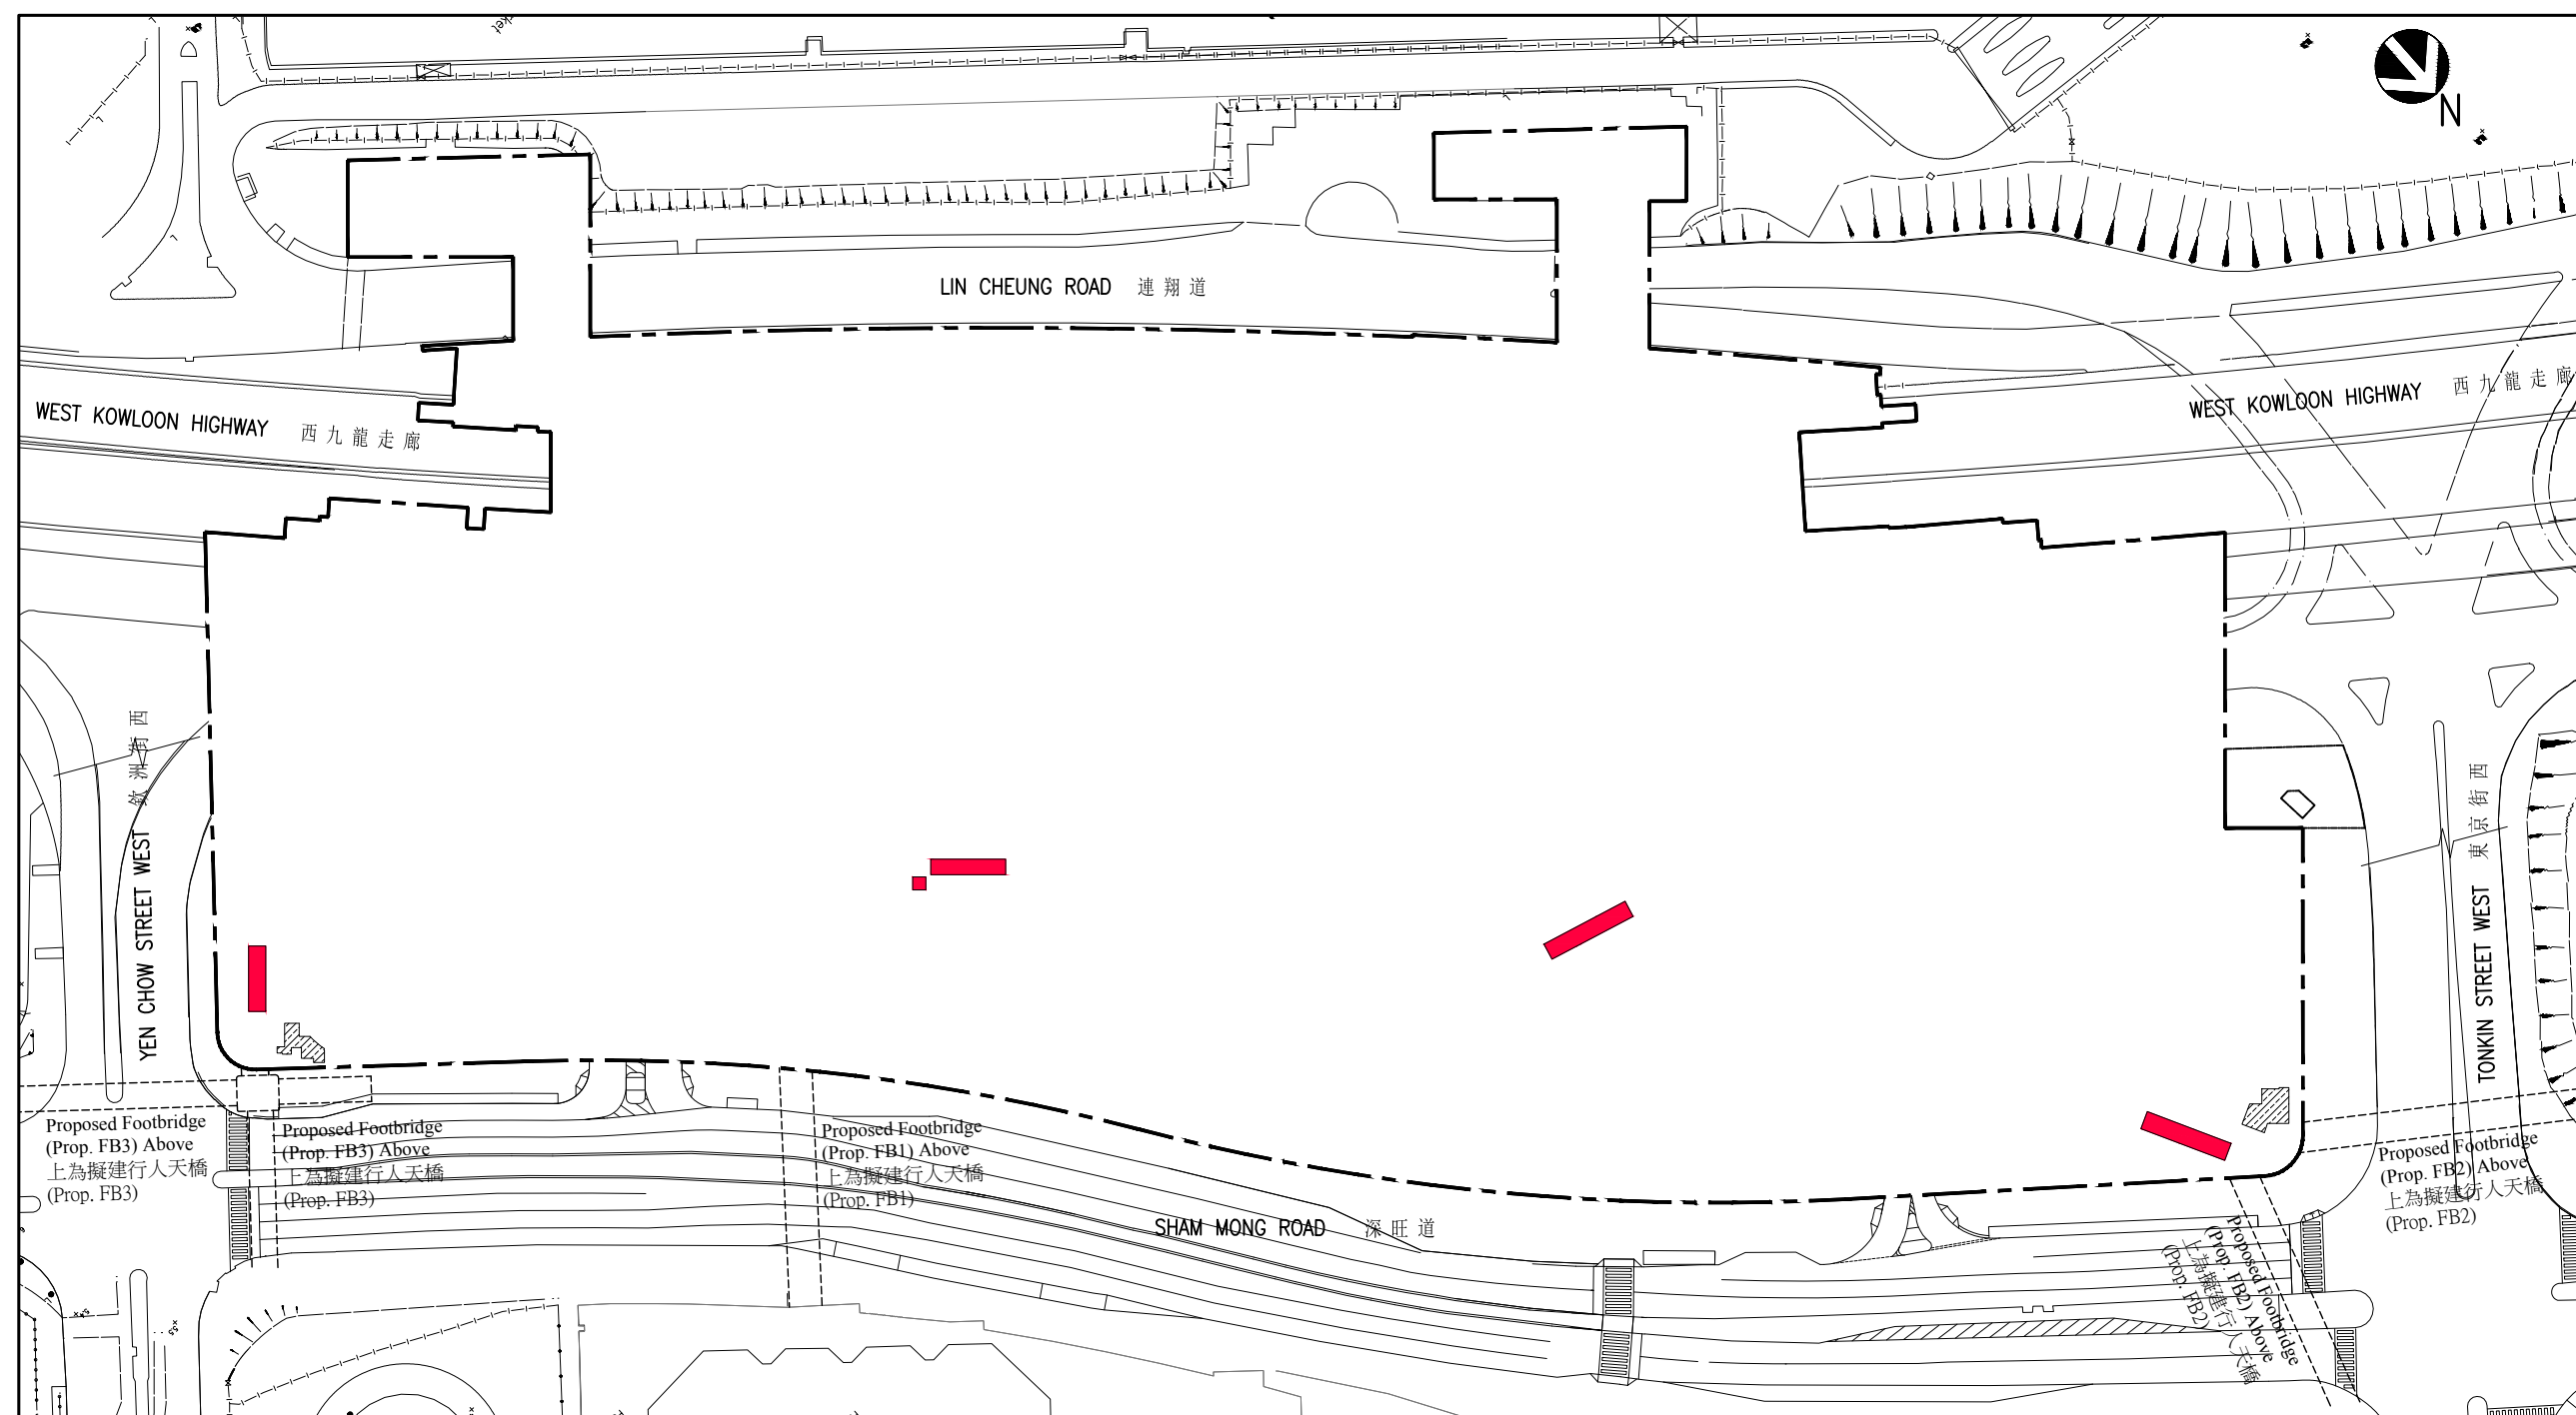 N
LIN CHEUNG ROAD 連翔道
WEST KOWLOON HIGHWAY 西九龍走廊
WEST KOWLOON HIGHWAY 西九龍走廊
YEN CHOW STREET WEST 欽洲街西
TONKIN STREET WEST 東京街西
Proposed Footbridge
(Prop. FB3) Above
上為擬建行人天橋
(Prop. FB3)
Proposed Footbridge
(Prop. FB3) Above
上為擬建行人天橋
(Prop. FB3)
Proposed Footbridge
(Prop. FB1) Above
上為擬建行人天橋
(Prop. FB1)
SHAM MONG ROAD 深旺道
Proposed Footbridge
(Prop. FB2) Above
上為擬建行人天橋
(Prop. FB2)
Proposed Footbridge
(Prop. FB2) Above
上為擬建行人天橋
(Prop. FB2)